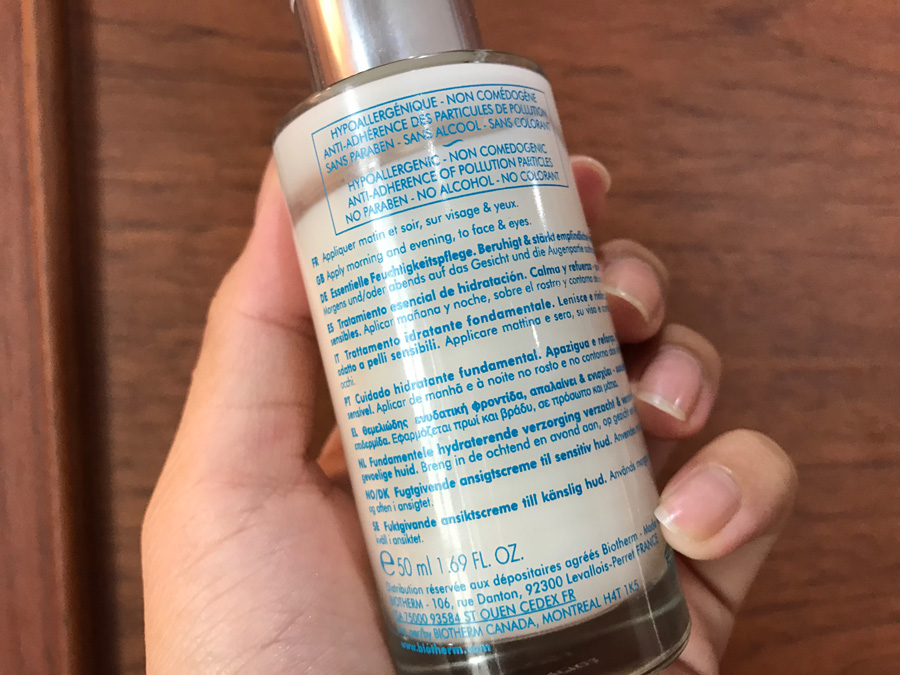 HYPOALLERGÉNIQUE - NON COMÉDOGÈNE
ANTI-ADHÉRENCE DES PARTICULES DE POLLUTION
SANS PARABEN - SANS ALCOOL - SANS COLORANT
HYPOALLERGENIC - NON COMEDOGENIC
ANTI-ADHERENCE OF POLLUTION PARTICLES
NO PARABEN - NO ALCOHOL - NO COLORANT
FR Appliquer matin et soir, sur visage & yeux.
GB Apply morning and evening, to face & eyes.
DE Essentielle Feuchtigkeitspflege. Beruhigt & stärkt
Morgens und/oder abends auf das Gesicht und die Augenpartie
ES Tratamiento esencial de hidratación. Calma y refuerza
sensibles. Aplicar mañana y noche, sobre el rostro y contorno
IT Trattamento idratante fondamentale. Lenisce e
adatto a pelli sensibili. Applicare mattina e sera, su viso e
occhi.
PT Cuidado hidratante fundamental. Apazigua e
sensível. Aplicar de manhã e à noite no rosto e no contorno
EL Θεμελιώδης ενυδατική φροντίδα, απαλαίνει & ενισχύει
επιδερμίδα. Εφαρμόζεται πρωί και βράδυ, σε πρόσωπο και μάτια.
NL Fundamentele hydraterende verzorging verzacht &
gevoelige huid. Breng in de ochtend en avond aan, op gezicht
NO/DK Fugtgivende ansigtscreme til sensitiv hud.
og aften i ansigtet.
SE Fuktgivande ansiktscreme till känslig hud. Används
kväll i ansiktet.
℮ 50 ml 1.69 FL. OZ.
Distribution réservée aux dépositaires agréés Biotherm -
BIOTHERM - 106, rue Danton, 92300 Levallois-Perret FRANCE
75000 93584 ST OUEN CEDEX FR
per/by BIOTHERM CANADA, MONTREAL H4T 1K5
www.biotherm.com